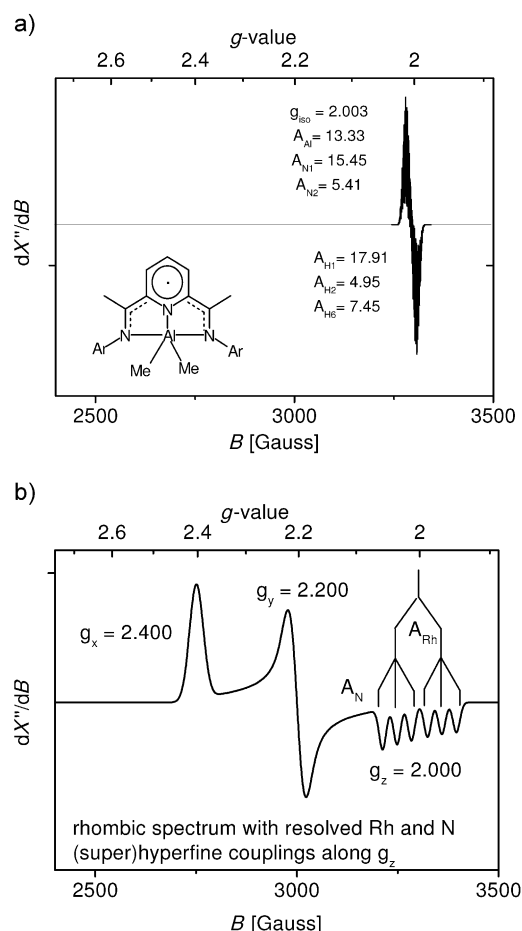 a)
g-value
2.6 2.4 2.2 2
g_iso = 2.003
A_Al = 13.33
A_N1 = 15.45
A_N2 = 5.41
A_H1 = 17.91
A_H2 = 4.95
A_H6 = 7.45
dX"/dB
N
N Al N
Ar Ar
Me Me
2500 3000 3500
B [Gauss]
b)
g-value
2.6 2.4 2.2 2
g_y = 2.200
g_x = 2.400
A_Rh
A_N
g_z = 2.000
dX"/dB
rhombic spectrum with resolved Rh and N
(super)hyperfine couplings along g_z
2500 3000 3500
B [Gauss]